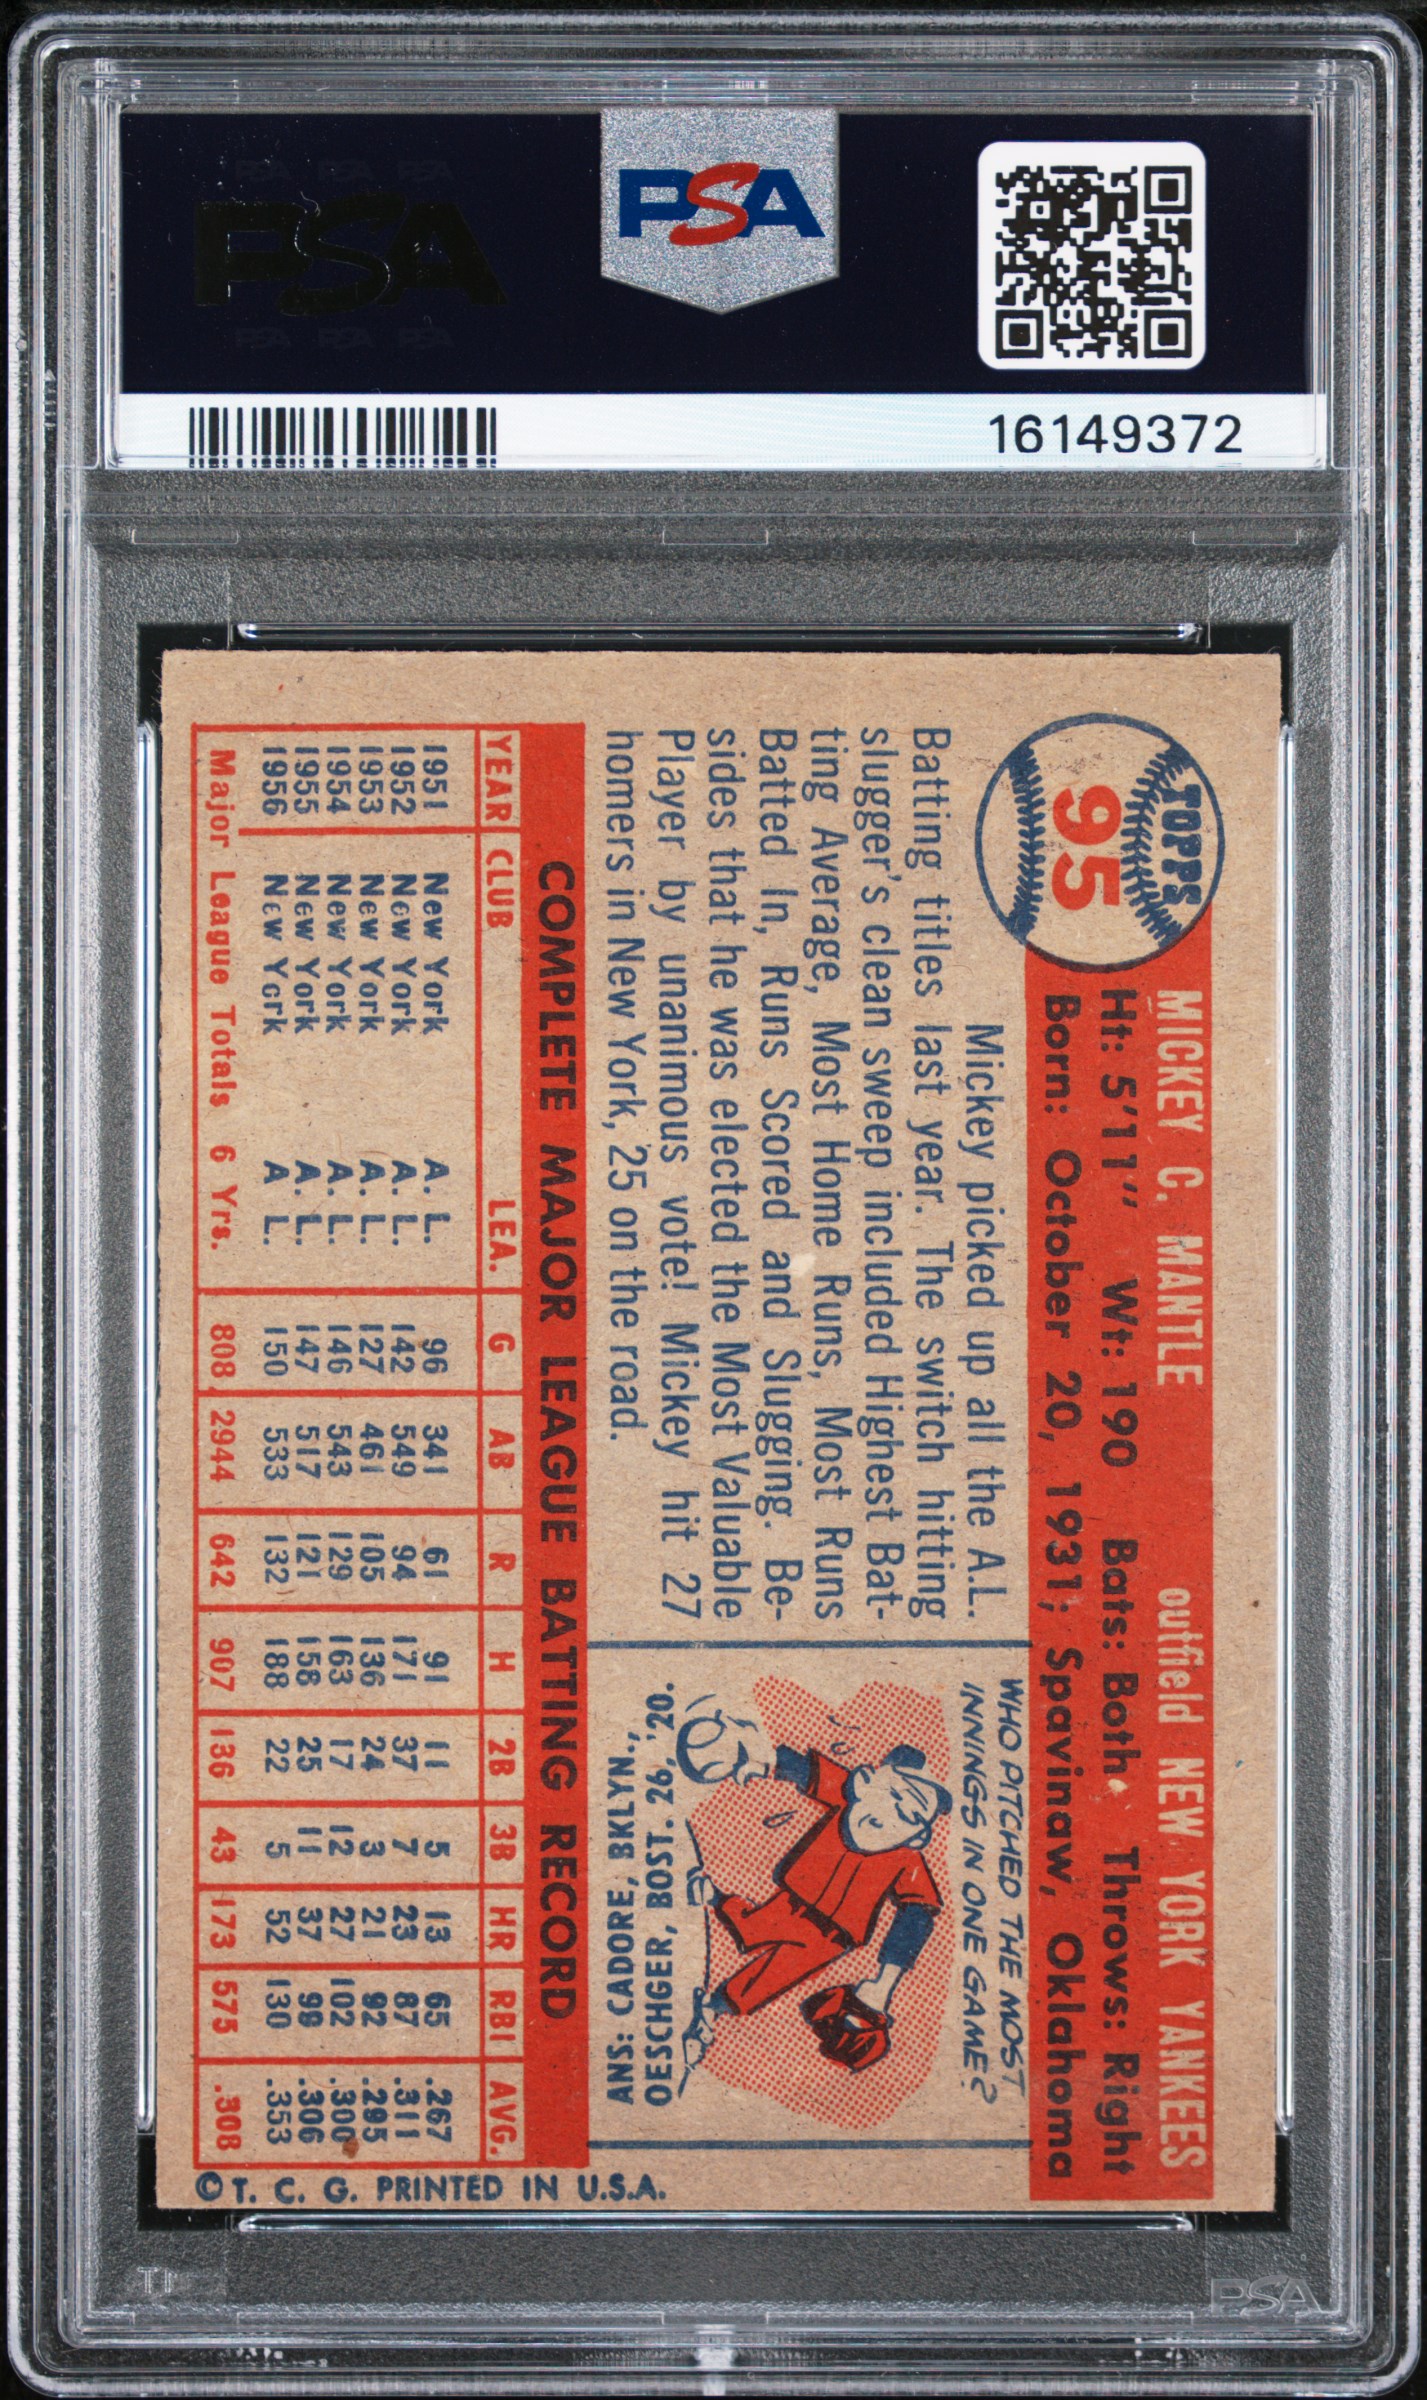 PSA PSA PSA
PSA
PSA PSA PSA
PSA
16149372
TOPPS
95
MICKEY C. MANTLE outfield NEW YORK YANKEES
Ht: 5'11" Wt: 190 Bats: Both Throws: Right
Born: October 20, 1931; Spavinaw, Oklahoma
Mickey picked up all the A.L.
Batting titles last year. The switch hitting
slugger's clean sweep included Highest Bat-
ting Average, Most Home Runs, Most Runs
Batted In, Runs Scored and Slugging. Be-
sides that he was elected the Most Valuable
Player by unanimous vote! Mickey hit 27
homers in New York, 25 on the road.
WHO PITCHED THE MOST
INNINGS IN ONE GAME?
ANS: CADORE, BKLYN.,
OESCHGER, BOST. 26, '20.
COMPLETE MAJOR LEAGUE BATTING RECORD
YEAR CLUB LEA. G AB R H 2B 3B HR RBI AVG.
1951 New York A. L. 96 341 61 91 11 5 13 65 .267
1952 New York A. L. 142 549 94 171 37 7 23 87 .311
1953 New York A. L. 127 461 105 136 24 3 21 92 .295
1954 New York A. L. 146 543 129 163 17 12 27 102 .300
1955 New York A. L. 147 517 121 158 25 11 37 99 .306
1956 New York A L. 150 533 132 188 22 5 52 130 .353
Major League Totals 6 Yrs. 808 2944 642 907 136 43 173 575 .308
© T. C. G. PRINTED IN U.S.A.
PSA